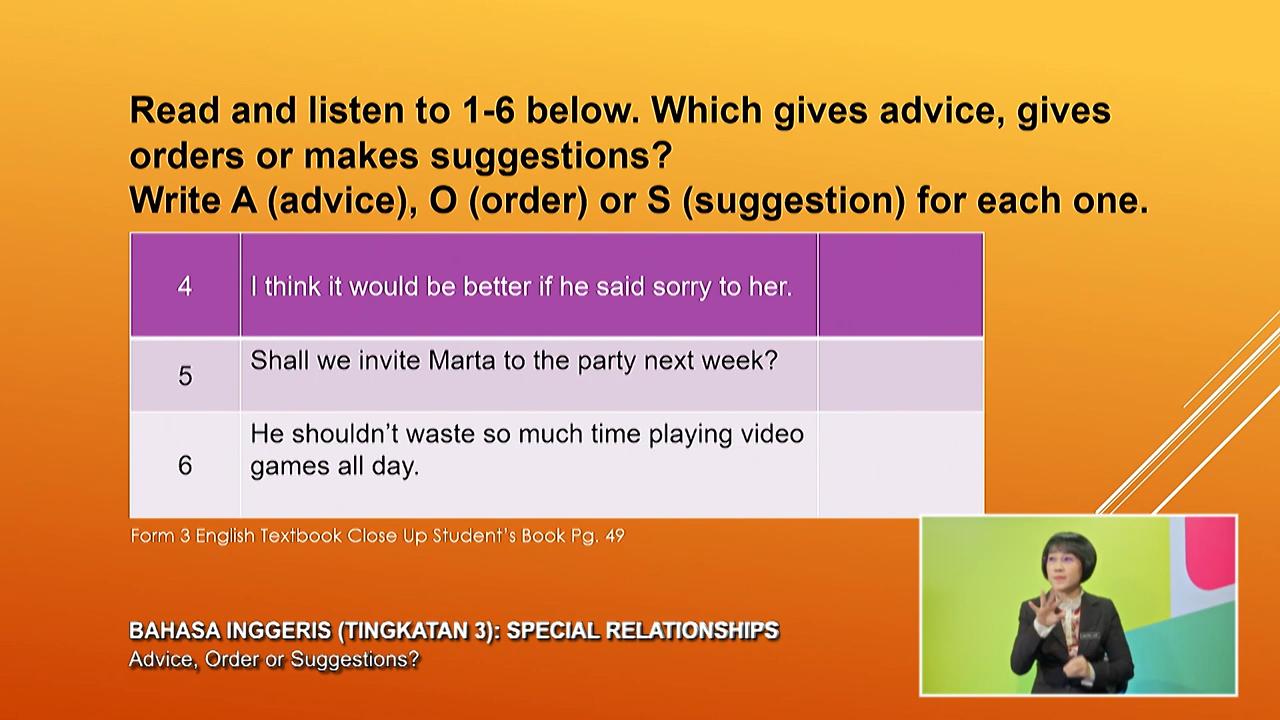 Read and listen to 1-6 below. Which gives advice, gives
orders or makes suggestions?
Write A (advice), O (order) or S (suggestion) for each one.
4 I think it would be better if he said sorry to her.
5 Shall we invite Marta to the party next week?
6 He shouldn't waste so much time playing video
games all day.
Form 3 English Textbook Close Up Student's Book Pg. 49
BAHASA INGGERIS (TINGKATAN 3): SPECIAL RELATIONSHIPS
Advice, Order or Suggestions?